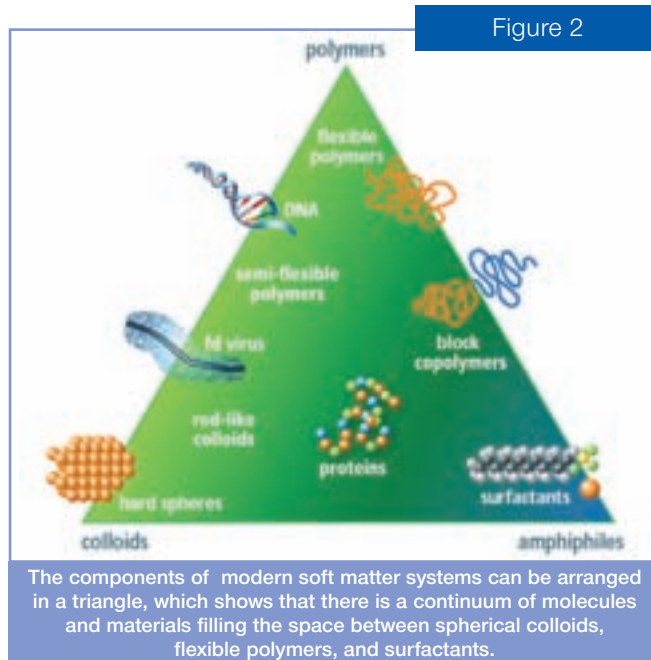 Figure 2
polymers
flexible
polymers
DNA
semi-flexible
polymers
fd virus
block
copolymers
rod-like
colloids
proteins
hard spheres
surfactants
colloids
amphiphiles
The components of modern soft matter systems can be arranged
in a triangle, which shows that there is a continuum of molecules
and materials filling the space between spherical colloids,
flexible polymers, and surfactants.